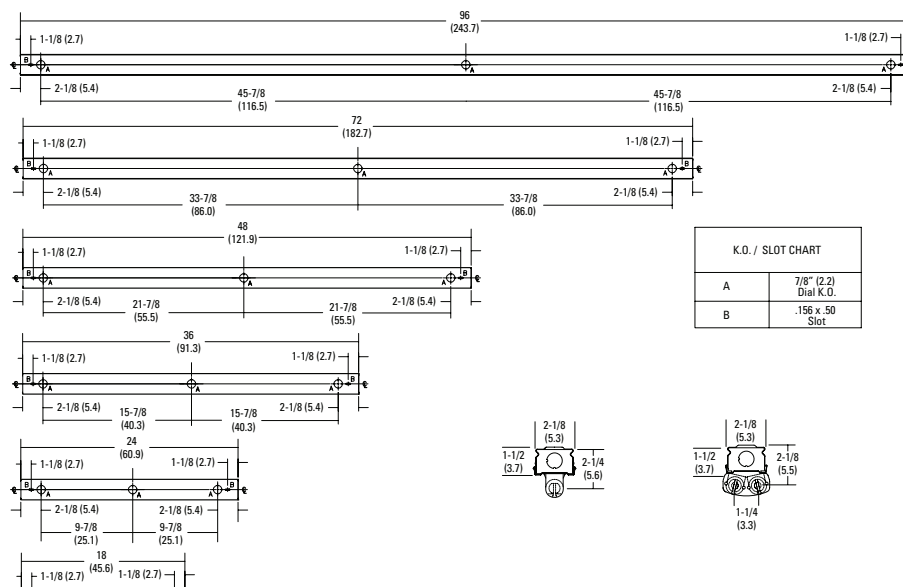 96
(243.7)
1-1/8 (2.7)
1-1/8 (2.7)
B
A
A
A
B
2-1/8 (5.4)
45-7/8
(116.5)
45-7/8
(116.5)
2-1/8 (5.4)
72
(182.7)
1-1/8 (2.7)
1-1/8 (2.7)
B
A
A
A
B
2-1/8 (5.4)
33-7/8
(86.0)
33-7/8
(86.0)
2-1/8 (5.4)
48
(121.9)
1-1/8 (2.7)
1-1/8 (2.7)
B
A
A
A
B
2-1/8 (5.4)
21-7/8
(55.5)
21-7/8
(55.5)
2-1/8 (5.4)
K.O. / SLOT CHART
A
7/8" (2.2)
Dial K.O.
B
.156 x .50
Slot
36
(91.3)
1-1/8 (2.7)
1-1/8 (2.7)
B
A
A
A
B
2-1/8 (5.4)
15-7/8
(40.3)
15-7/8
(40.3)
2-1/8 (5.4)
24
(60.9)
1-1/8 (2.7)
1-1/8 (2.7)
B
A
A
A
B
2-1/8 (5.4)
2-1/8 (5.4)
9-7/8
(25.1)
9-7/8
(25.1)
18
(45.6)
1-1/8 (2.7)
1-1/8 (2.7)
2-1/8
(5.3)
1-1/2
(3.7)
2-1/4
(5.6)
2-1/8
(5.3)
1-1/2
(3.7)
2-1/8
(5.5)
1-1/4
(3.3)